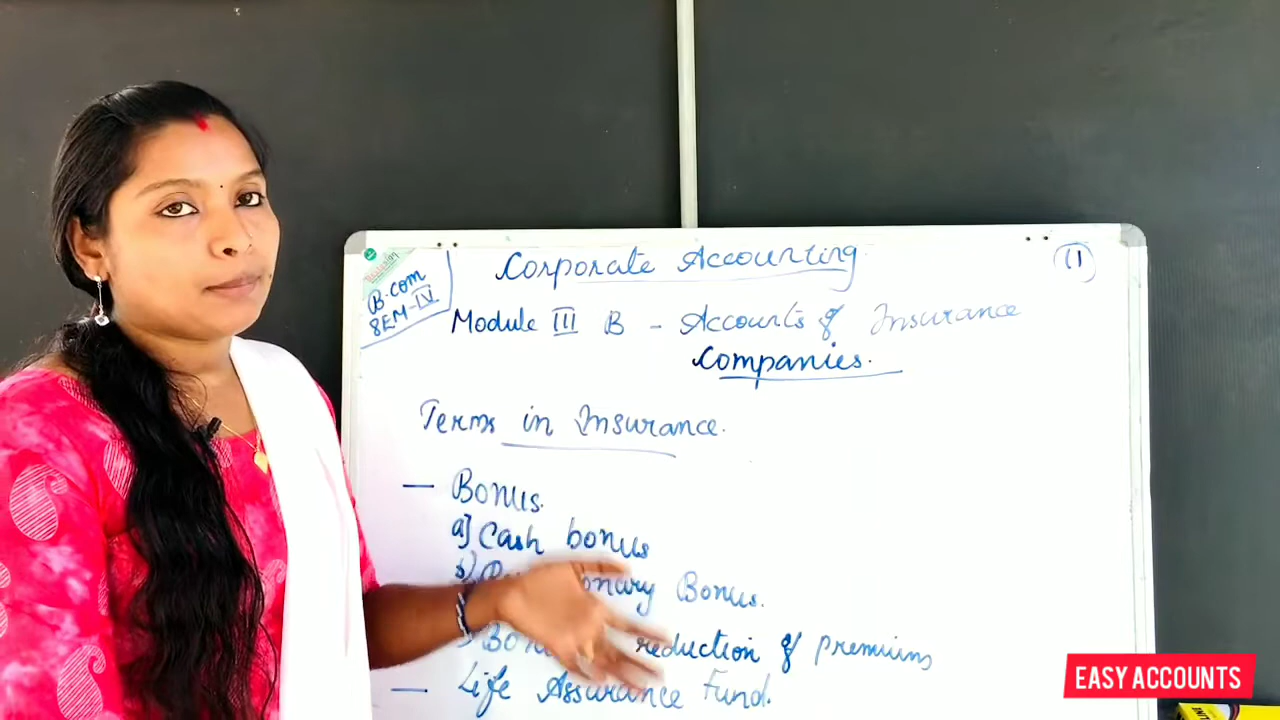 Corporate Accounting
(1)
B.com
SEM-IV
Module III B - Accounts of Insurance
Companies.
Terms in Insurance.
— Bonus.
a] Cash bonus
b) Bonus.
reduction of premiums
— Life Assurance Fund.
EASY ACCOUNTS